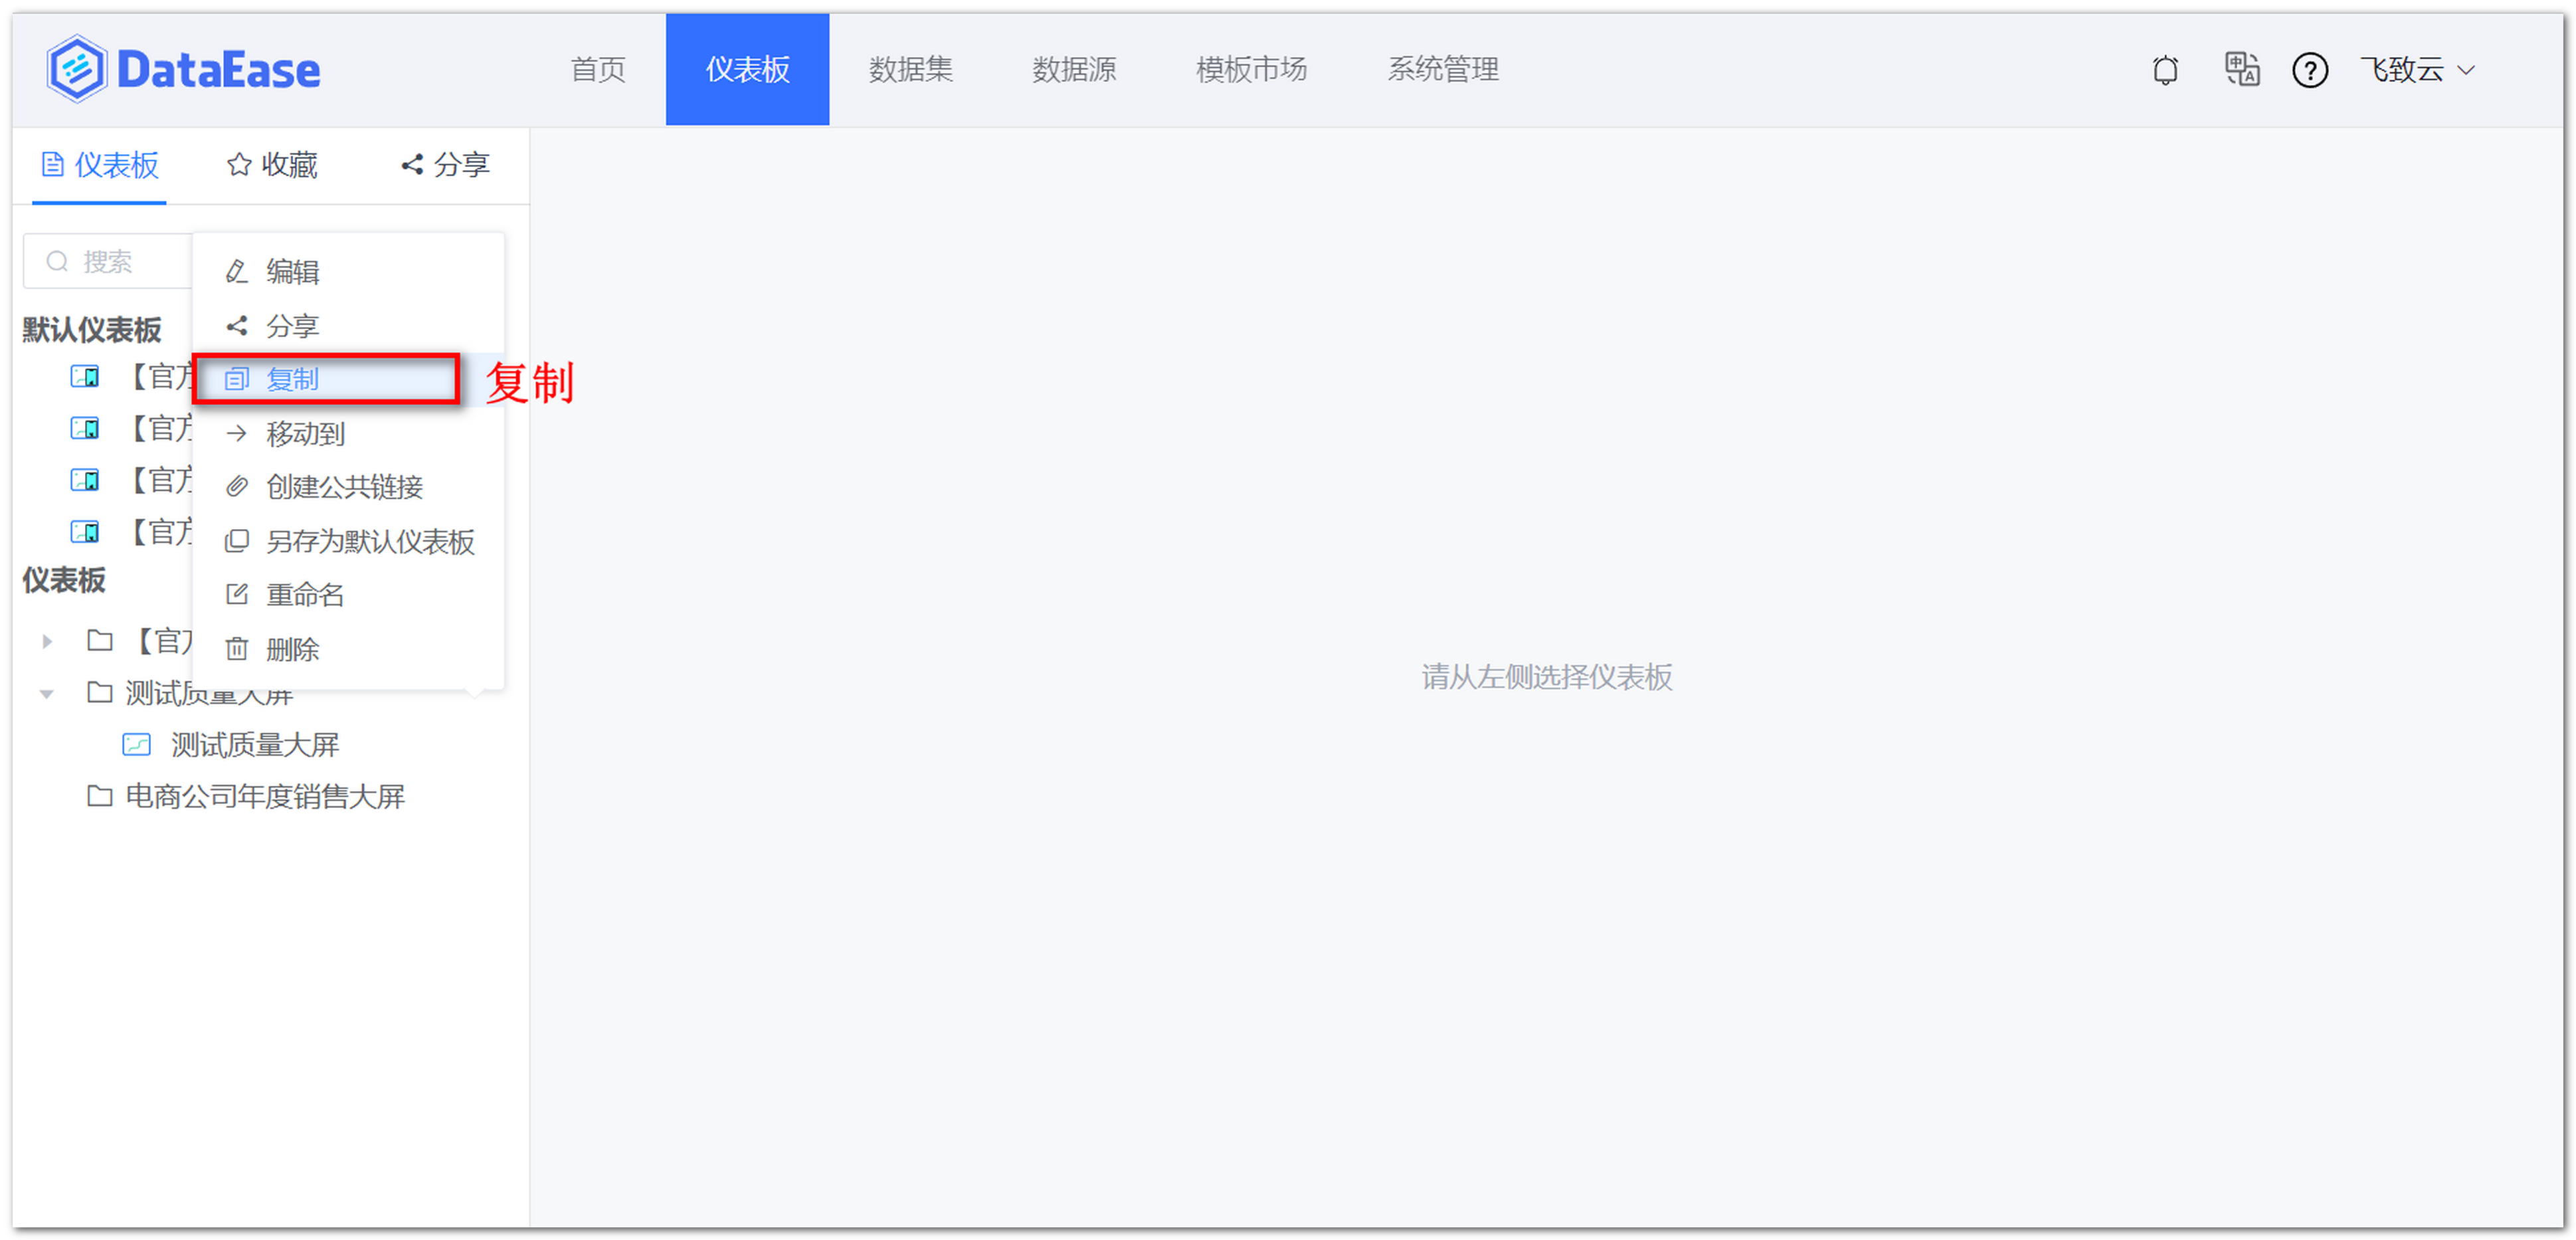 DataEase 首页 仪表板 数据集 数据源 模板市场 系统管理 飞致云
仪表板 收藏 分享
搜索
编辑
分享
默认仪表板
【官方
复制 复制
【官方
移动到
【官方
创建公共链接
【官方
另存为默认仪表板
仪表板
重命名
【官方
删除
测试质量大屏
请从左侧选择仪表板
测试质量大屏
电商公司年度销售大屏